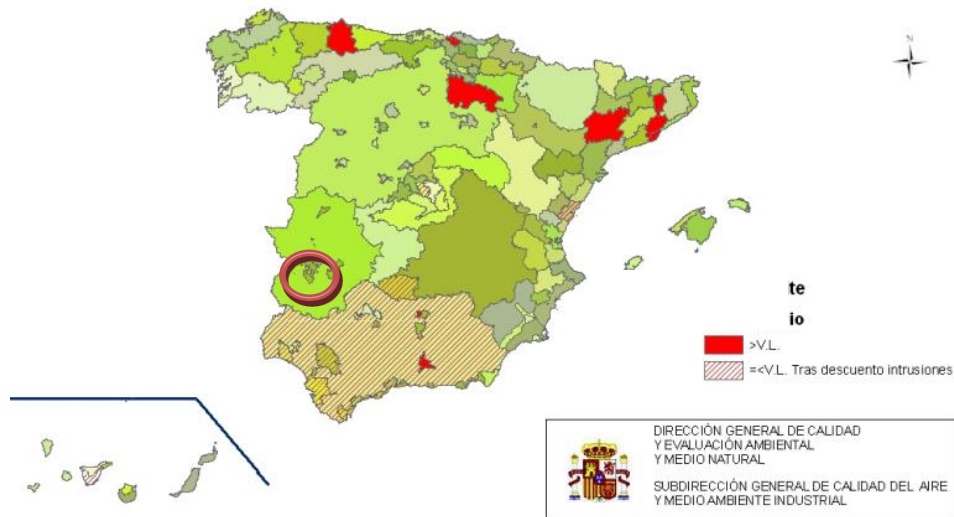 N
te
io
>V.L.
=<V.L. Tras descuento intrusiones
DIRECCIÓN GENERAL DE CALIDAD
Y EVALUACIÓN AMBIENTAL
Y MEDIO NATURAL
SUBDIRECCIÓN GENERAL DE CALIDAD DEL AIRE
Y MEDIO AMBIENTE INDUSTRIAL